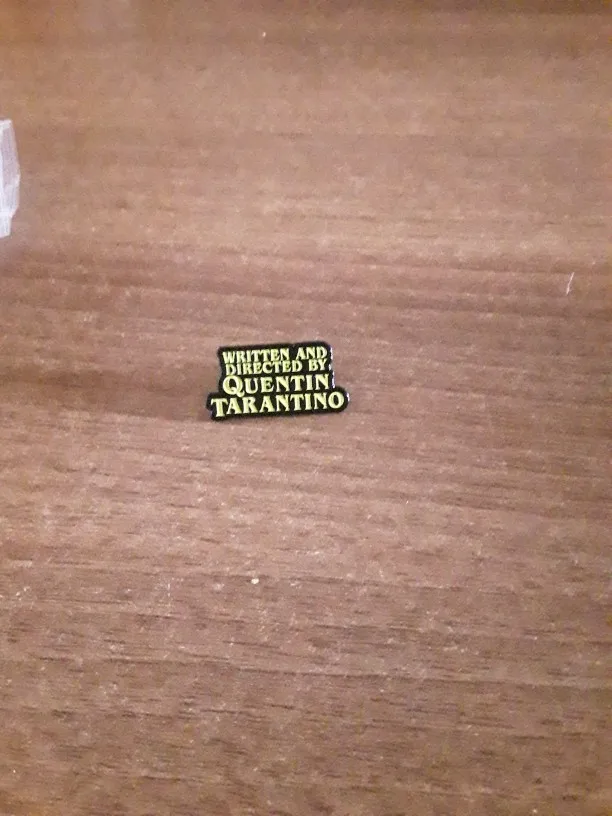 WRITTEN AND
DIRECTED BY
QUENTIN
TARANTINO